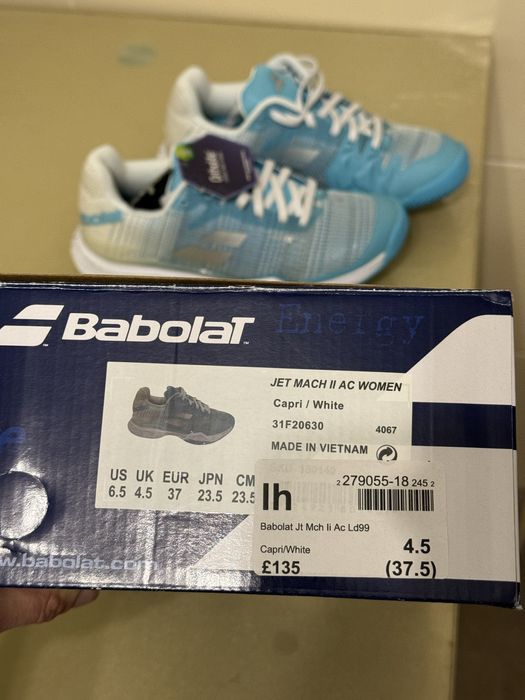 BABOLAT
Babolat
Energy
JET MACH II AC WOMEN
Capri / White
31F20630 4067
MADE IN VIETNAM
US UK EUR JPN CM
6.5 4.5 37 23.5 23.5
lh 2 279055-18 245 2
Babolat Jt Mch Ii Ac Ld99
Capri/White 4.5
£135 (37.5)
www.babolat.com